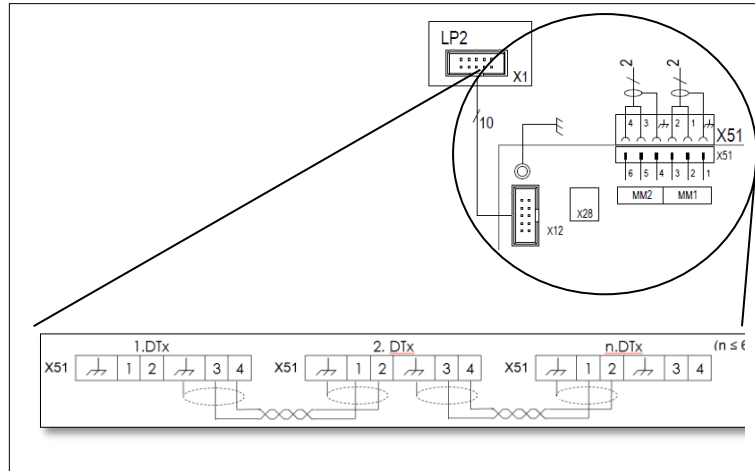 LP2
X1
2 2
10
4 3 2 1
X51
X51
6 5 4 3 2 1
MM2 MM1
X28
X12
1.DTx 2. DTx n.DTx (n ≤ 6
X51 1 2 3 4 X51 1 2 3 4 X51 1 2 3 4